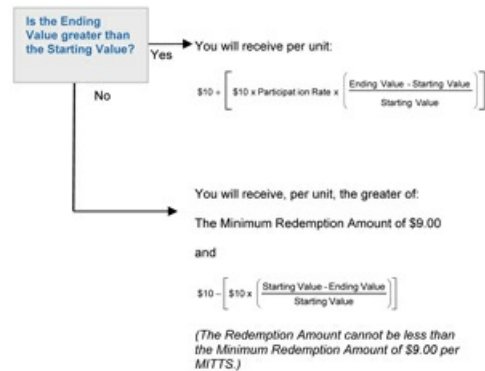 Is the Ending
Value greater than
the Starting Value?
Yes
You will receive per unit:
$10 + [ $10 x Participation Rate x ( Ending Value - Starting Value
Starting Value ) ]
No
You will receive, per unit, the greater of:
The Minimum Redemption Amount of $9.00
and
$10 – [ $10 x ( Starting Value - Ending Value
Starting Value ) ]
(The Redemption Amount cannot be less than
the Minimum Redemption Amount of $9.00 per
MITTS.)